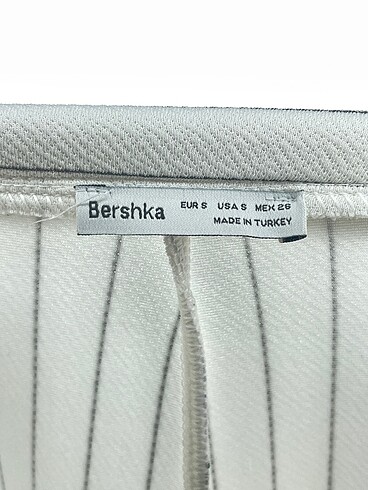 Bershka EUR S USA S MEX 26
MADE IN TURKEY